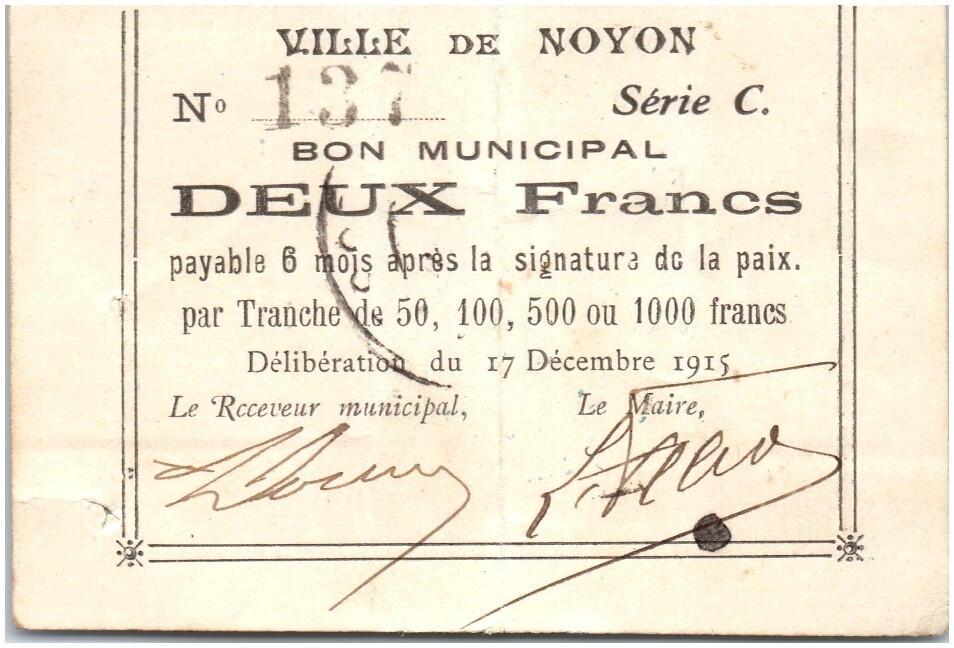 VILLE DE NOYON
No 137 Série C.
BON MUNICIPAL
DEUX Francs
payable 6 mois après la signature de la paix.
par Tranche de 50, 100, 500 ou 1000 francs
Délibération du 17 Décembre 1915
Le Receveur municipal, Le Maire,